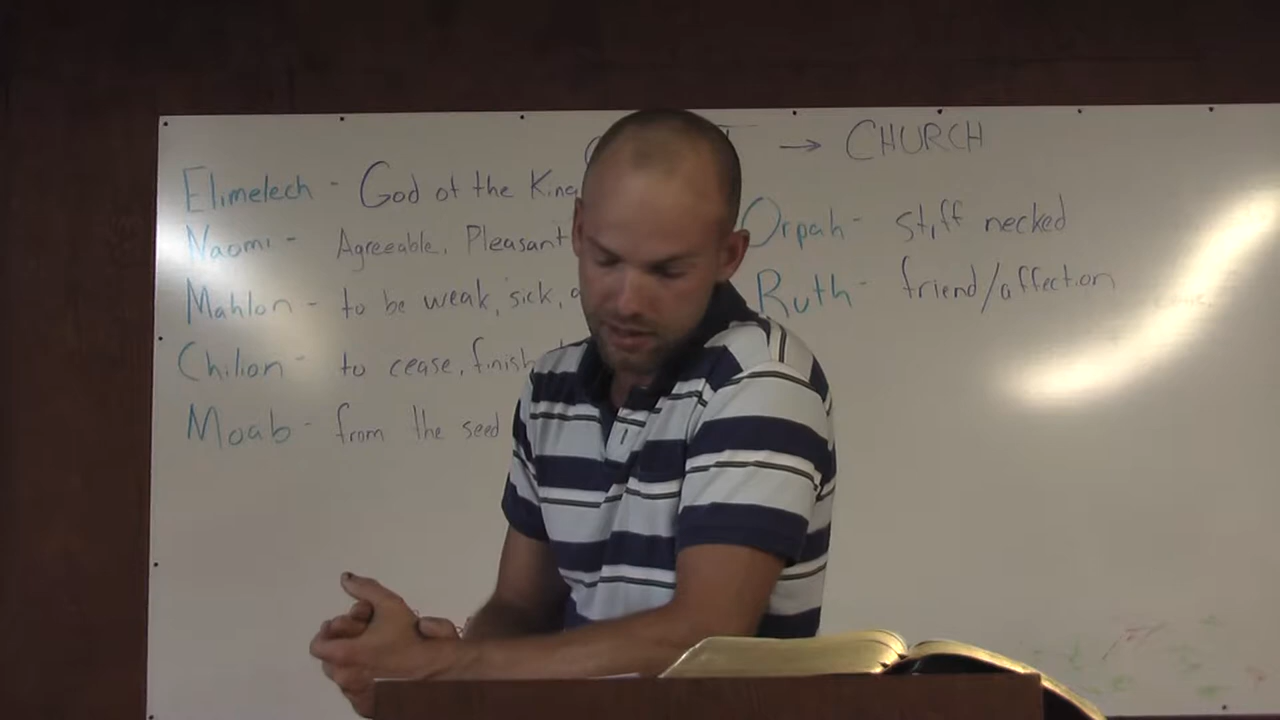 → CHURCH
Elimelech - God of the King
Naomi - Agreeable, Pleasant
Mahlon - to be weak, sick,
Chilion - to cease, finish
Moab - from the seed
Orpah - stiff necked
Ruth - friend/affection